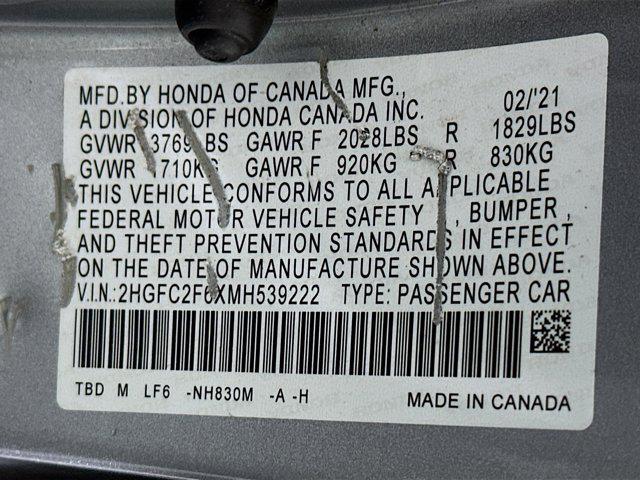 MFD.BY HONDA OF CANADA MFG., 02/'21
A DIVISION OF HONDA CANADA INC.
GVWR 3769LBS GAWR F 2028LBS R 1829LBS
GVWR 1710KG GAWR F 920KG R 830KG
THIS VEHICLE CONFORMS TO ALL APPLICABLE
FEDERAL MOTOR VEHICLE SAFETY , BUMPER ,
AND THEFT PREVENTION STANDARDS IN EFFECT
ON THE DATE OF MANUFACTURE SHOWN ABOVE.
V.I.N.:2HGFC2F6XMH539222 TYPE: PASSENGER CAR
TBD M LF6 -NH830M -A -H MADE IN CANADA